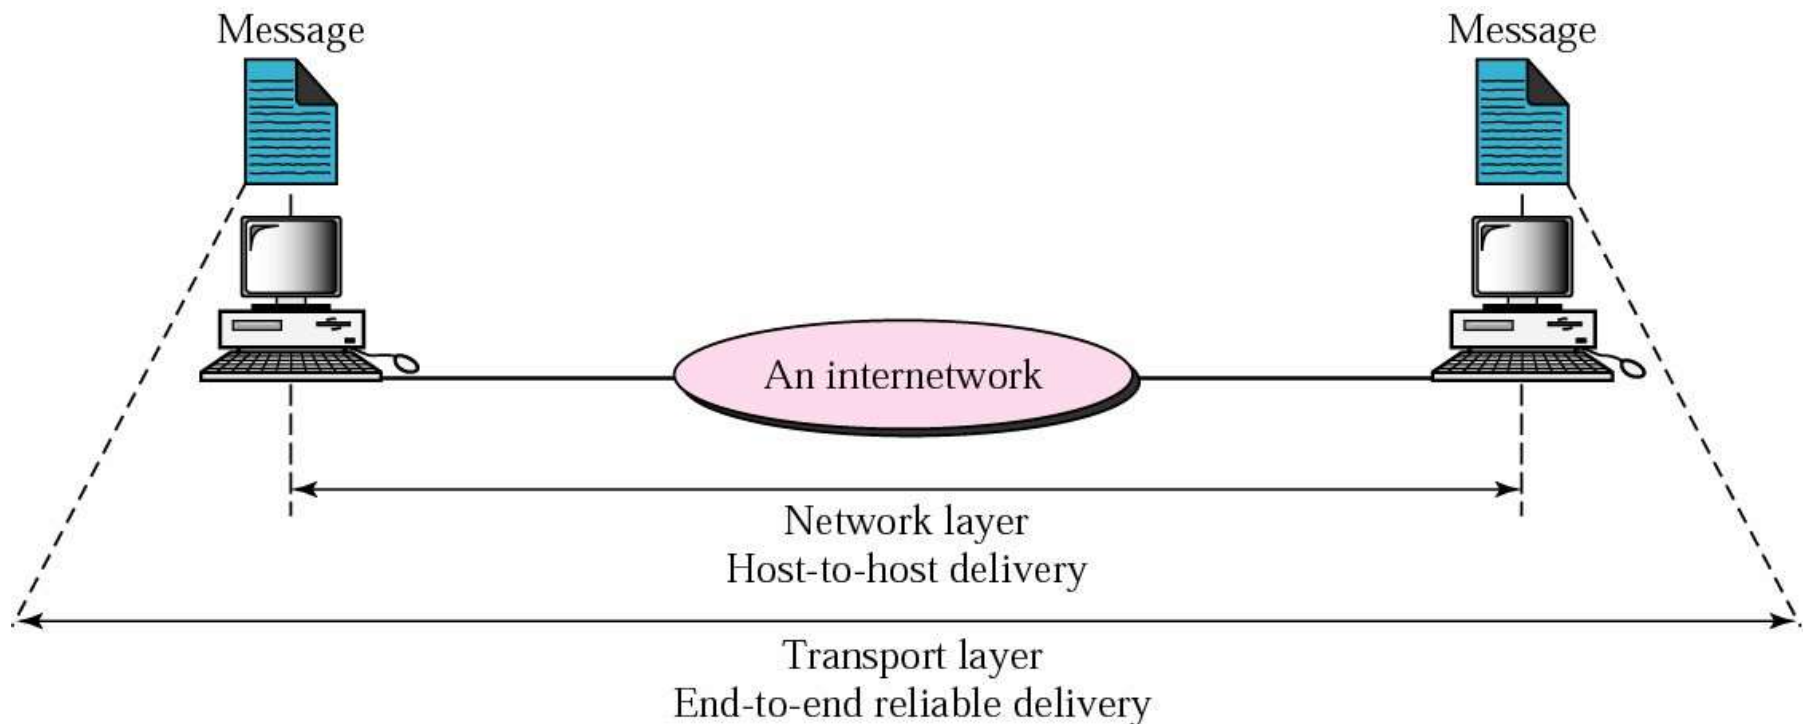 Message
Message
An internetwork
Network layer
Host-to-host delivery
Transport layer
End-to-end reliable delivery